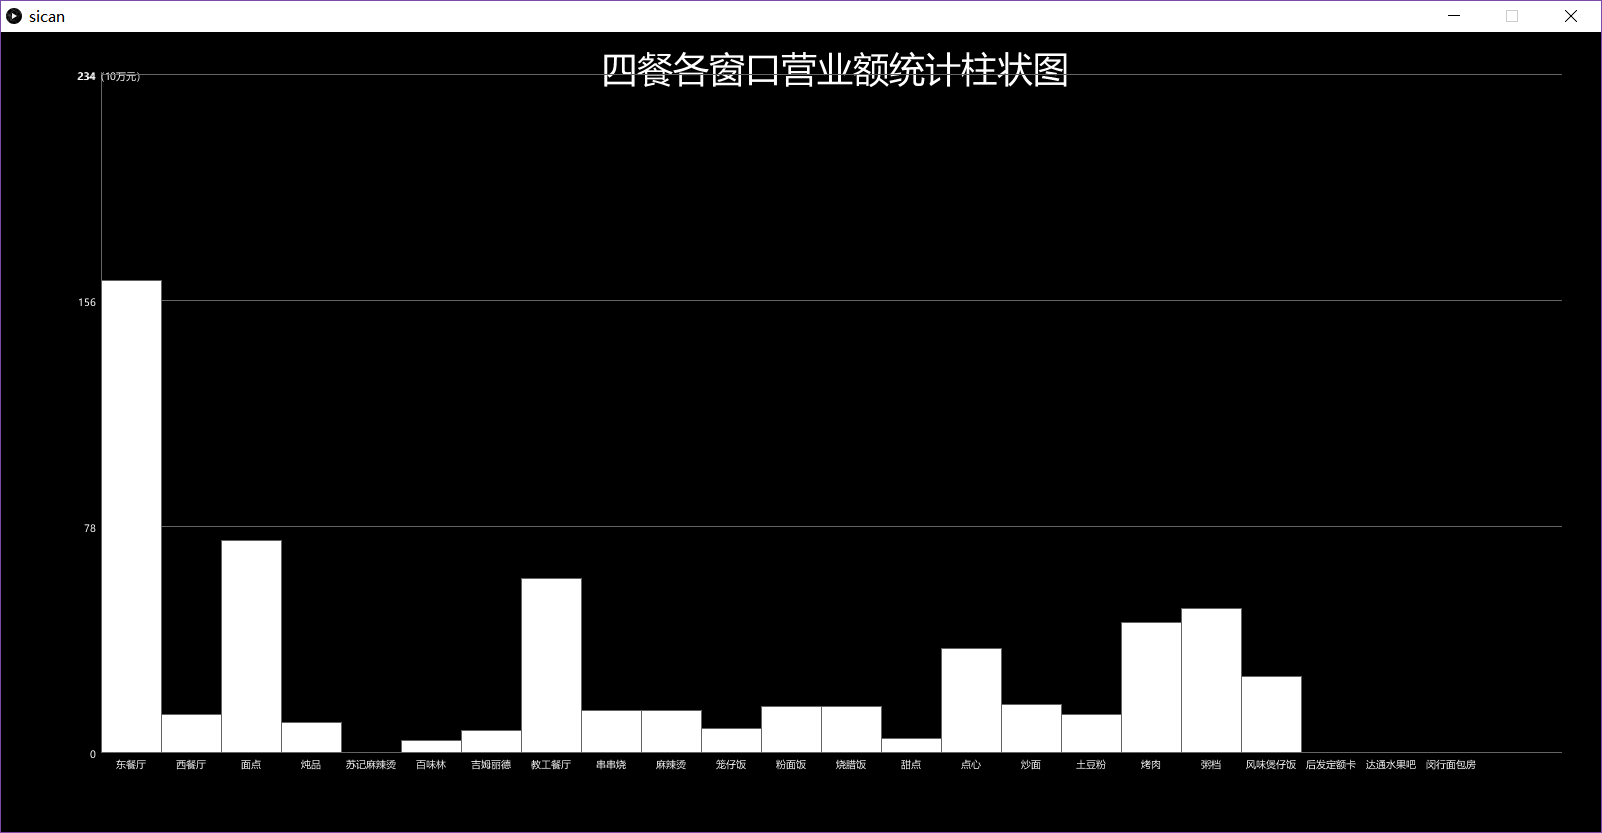 sican
四餐各窗口营业额统计柱状图
234 (10万元)
156
78
0
东餐厅 西餐厅 面点 炖品 苏记麻辣烫 百味林 吉姆丽德 教工餐厅 串串烧 麻辣烫 笼仔饭 粉面饭 烧腊饭 甜点 点心 炒面 土豆粉 烤肉 粥档 风味煲仔饭 后发定额卡 达通水果吧 闵行面包房